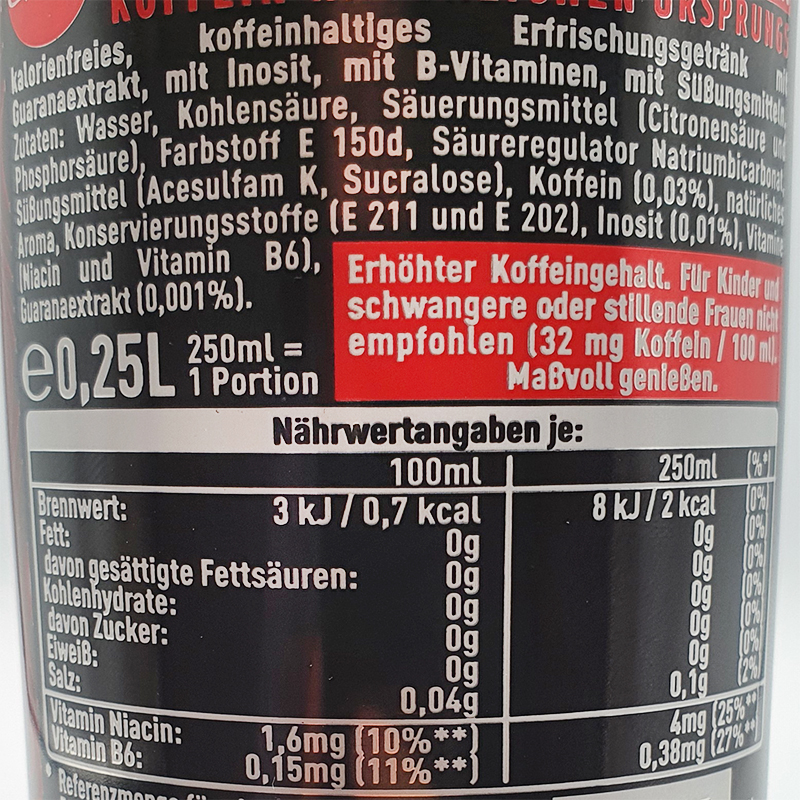 KOFFEIN
URSPRUNGS
kalorienfreies, koffeinhaltiges Erfrischungsgetränk mit
Guaranaextrakt, mit Inosit, mit B-Vitaminen, mit Süßungsmitteln
Zutaten: Wasser, Kohlensäure, Säuerungsmittel (Citronensäure und
Phosphorsäure), Farbstoff E 150d, Säureregulator Natriumbicarbonat,
Süßungsmittel (Acesulfam K, Sucralose), Koffein (0,03%), natürliches
Aroma, Konservierungsstoffe (E 211 und E 202), Inosit (0,01%), Vitamine
(Niacin und Vitamin B6),
Guaranaextrakt (0,001%).
Erhöhter Koffeingehalt. Für Kinder und
schwangere oder stillende Frauen nicht
empfohlen (32 mg Koffein / 100 ml).
Maßvoll genießen.
e0,25L 250ml =
1 Portion
Nährwertangaben je:
100ml 250ml (%*)
Brennwert: 3 kJ / 0,7 kcal 8 kJ / 2 kcal (0%)
Fett: 0g 0g (0%)
davon gesättigte Fettsäuren: 0g 0g (0%)
Kohlenhydrate: 0g 0g (0%)
davon Zucker: 0g 0g (0%)
Eiweiß: 0g 0g (0%)
Salz: 0,04g 0,1g (2%)
Vitamin Niacin: 1,6mg (10%**) 4mg (25%**)
Vitamin B6: 0,15mg (11%**) 0,38mg (27%**)
* Referenzmenge für